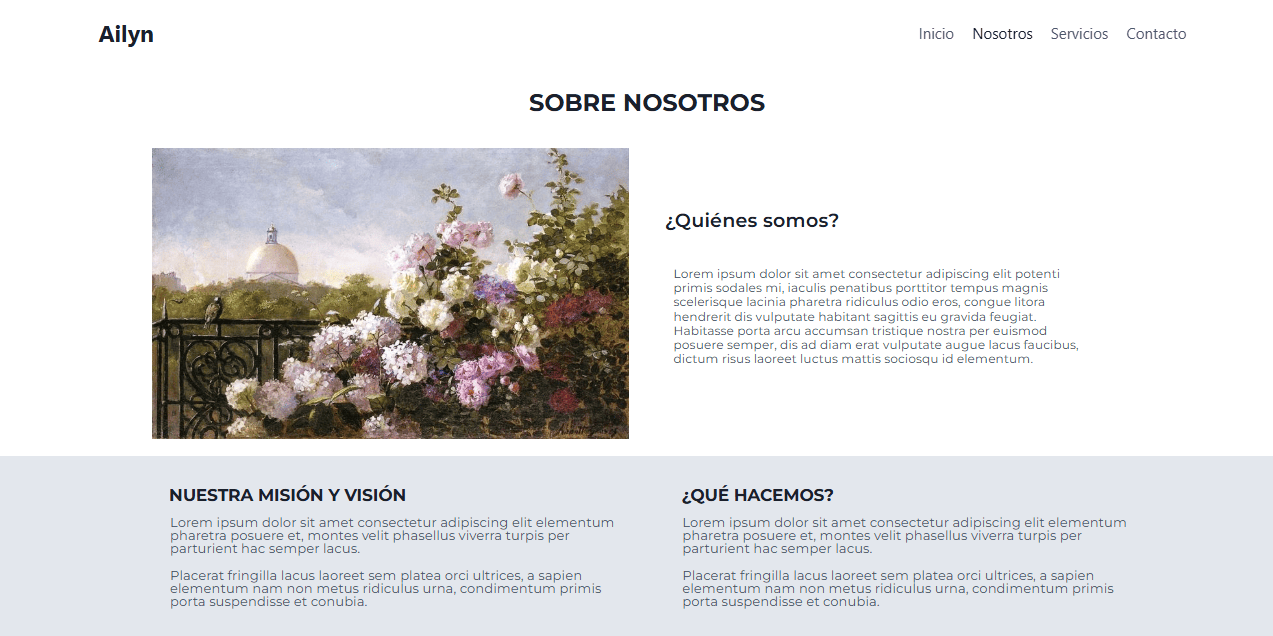 Ailyn
Inicio Nosotros Servicios Contacto
SOBRE NOSOTROS
¿Quiénes somos?
Lorem ipsum dolor sit amet consectetur adipiscing elit potenti
primis sodales mi, iaculis penatibus porttitor tempus magnis
scelerisque lacinia pharetra ridiculus odio eros, congue litora
hendrerit dis vulputate habitant sagittis eu gravida feugiat.
Habitasse porta arcu accumsan tristique nostra per euismod
posuere semper, dis ad diam erat vulputate augue lacus faucibus,
dictum risus laoreet luctus mattis sociosqu id elementum.
NUESTRA MISIÓN Y VISIÓN
Lorem ipsum dolor sit amet consectetur adipiscing elit elementum
pharetra posuere et, montes velit phasellus viverra turpis per
parturient hac semper lacus.
Placerat fringilla lacus laoreet sem platea orci ultrices, a sapien
elementum nam non metus ridiculus urna, condimentum primis
porta suspendisse et conubia.
¿QUÉ HACEMOS?
Lorem ipsum dolor sit amet consectetur adipiscing elit elementum
pharetra posuere et, montes velit phasellus viverra turpis per
parturient hac semper lacus.
Placerat fringilla lacus laoreet sem platea orci ultrices, a sapien
elementum nam non metus ridiculus urna, condimentum primis
porta suspendisse et conubia.